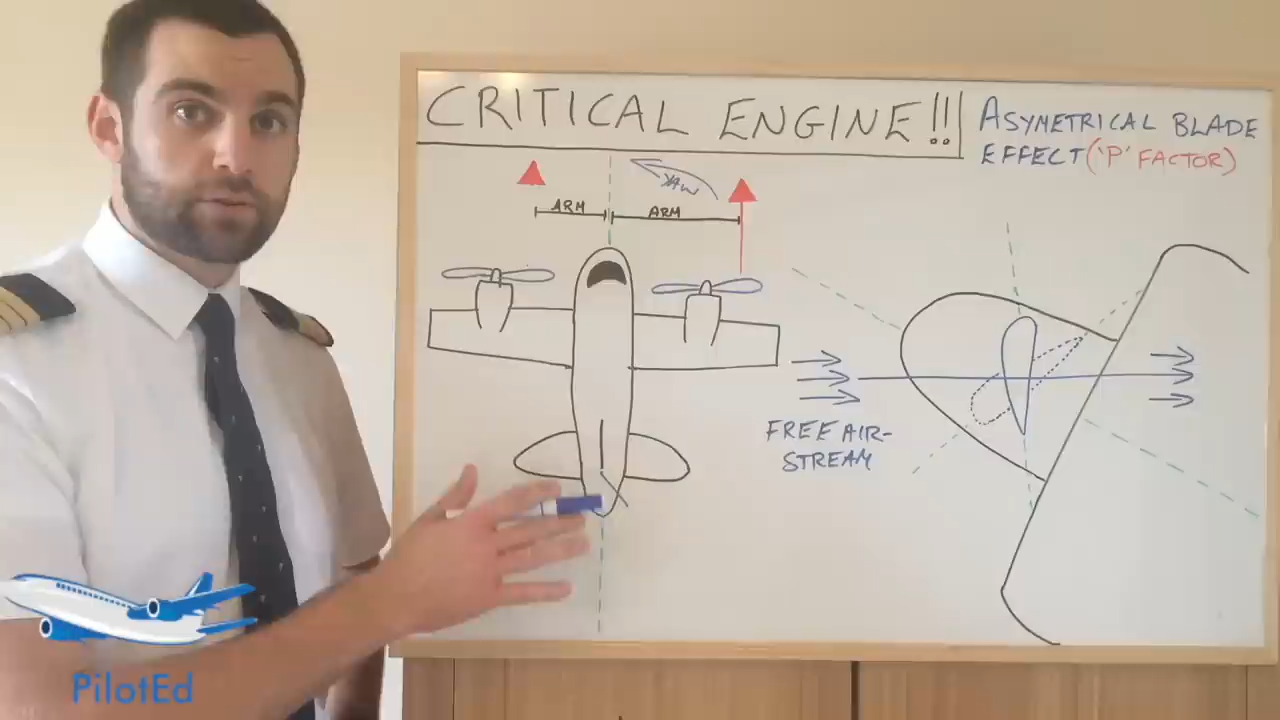 CRITICAL ENGINE!!
ASYMETRICAL BLADE
EFFECT ('P' FACTOR)
YAW
ARM
ARM
FREE AIR-
STREAM
PilotEd